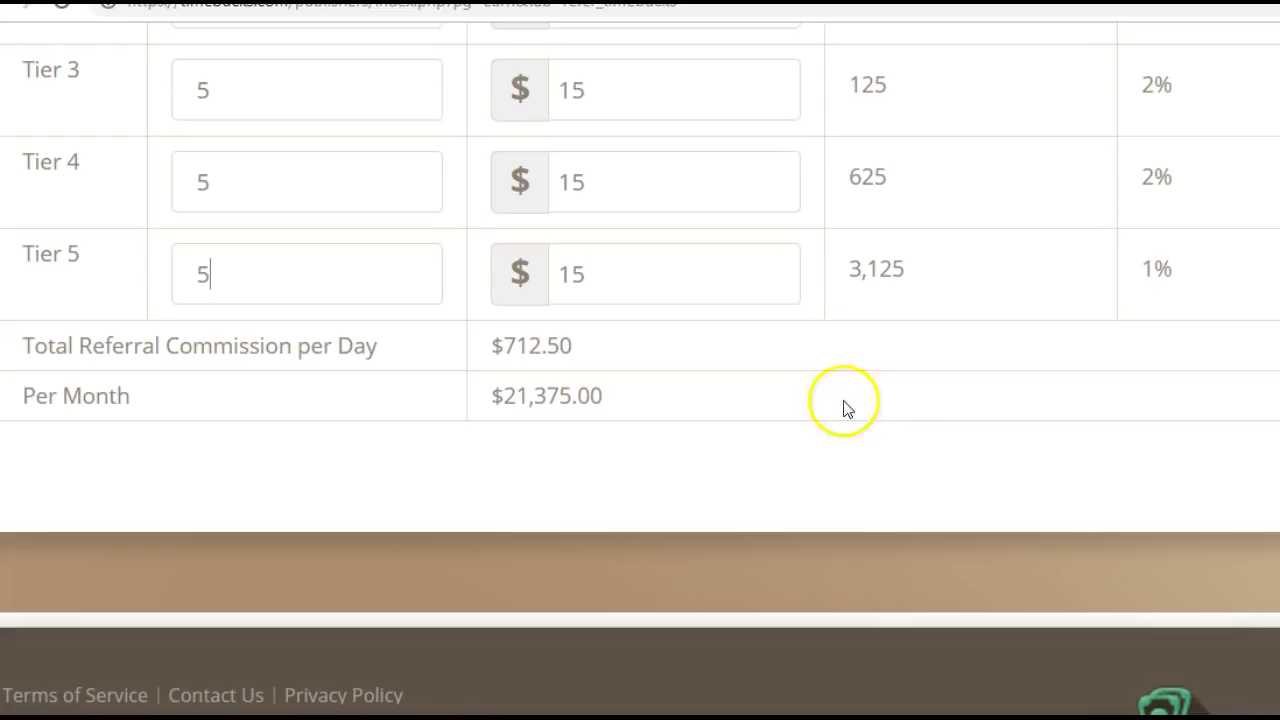 Tier 3 5 $ 15 125 2%
Tier 4 5 $ 15 625 2%
Tier 5 5 $ 15 3,125 1%
Total Referral Commission per Day $712.50
Per Month $21,375.00
Terms of Service | Contact Us | Privacy Policy